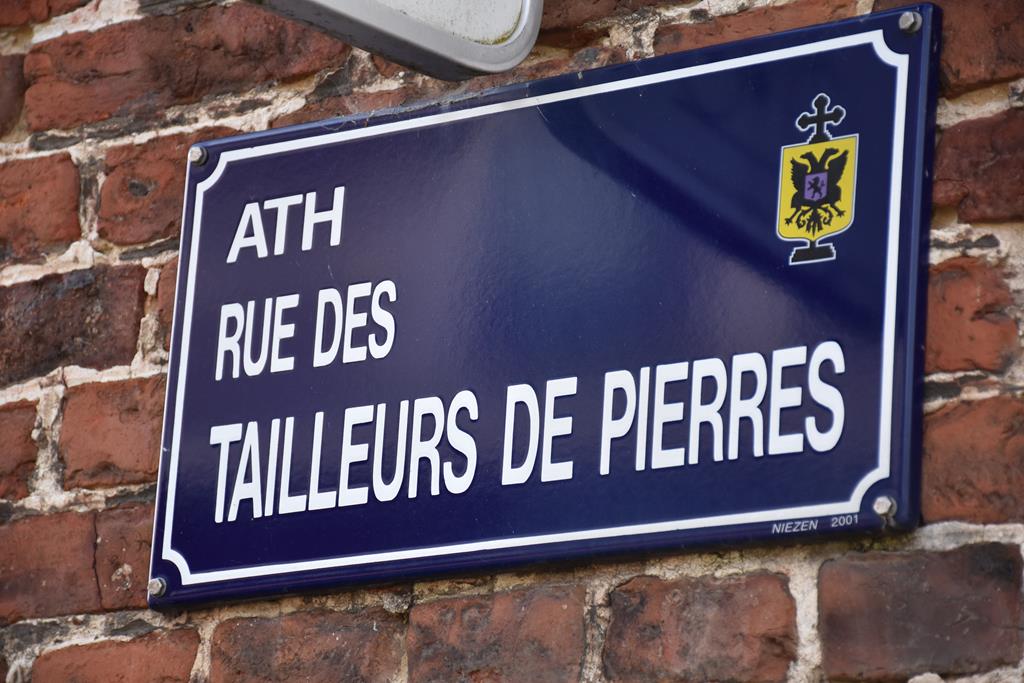 ATH
RUE DES
TAILLEURS DE PIERRES
NIEZEN 2001